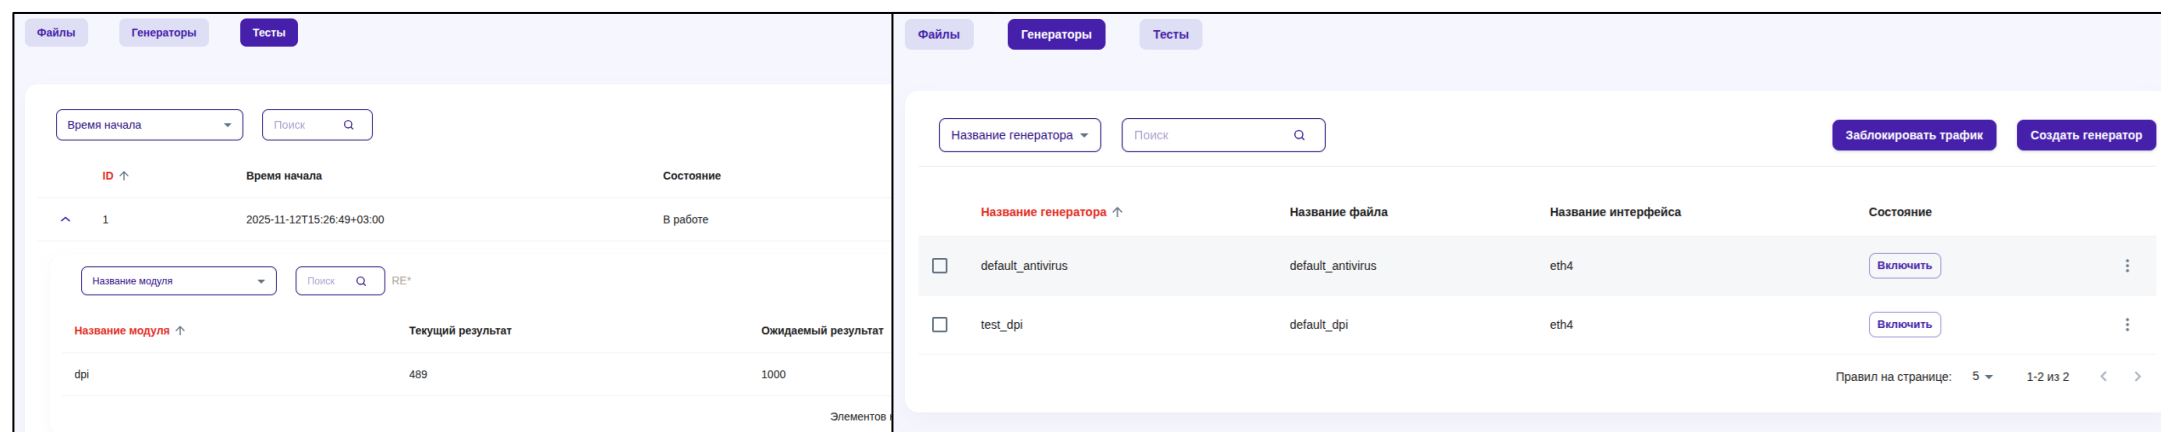 Файлы Генераторы Тесты
Время начала Поиск
ID Время начала Состояние
1 2025-11-12T15:26:49+03:00 В работе
Название модуля Поиск RE*
Название модуля Текущий результат Ожидаемый результат
dpi 489 1000
Элементов
Файлы Генераторы Тесты
Название генератора Поиск Заблокировать трафик Создать генератор
Название генератора Название файла Название интерфейса Состояние
default_antivirus default_antivirus eth4 Включить
test_dpi default_dpi eth4 Включить
Правил на странице: 5 1-2 из 2